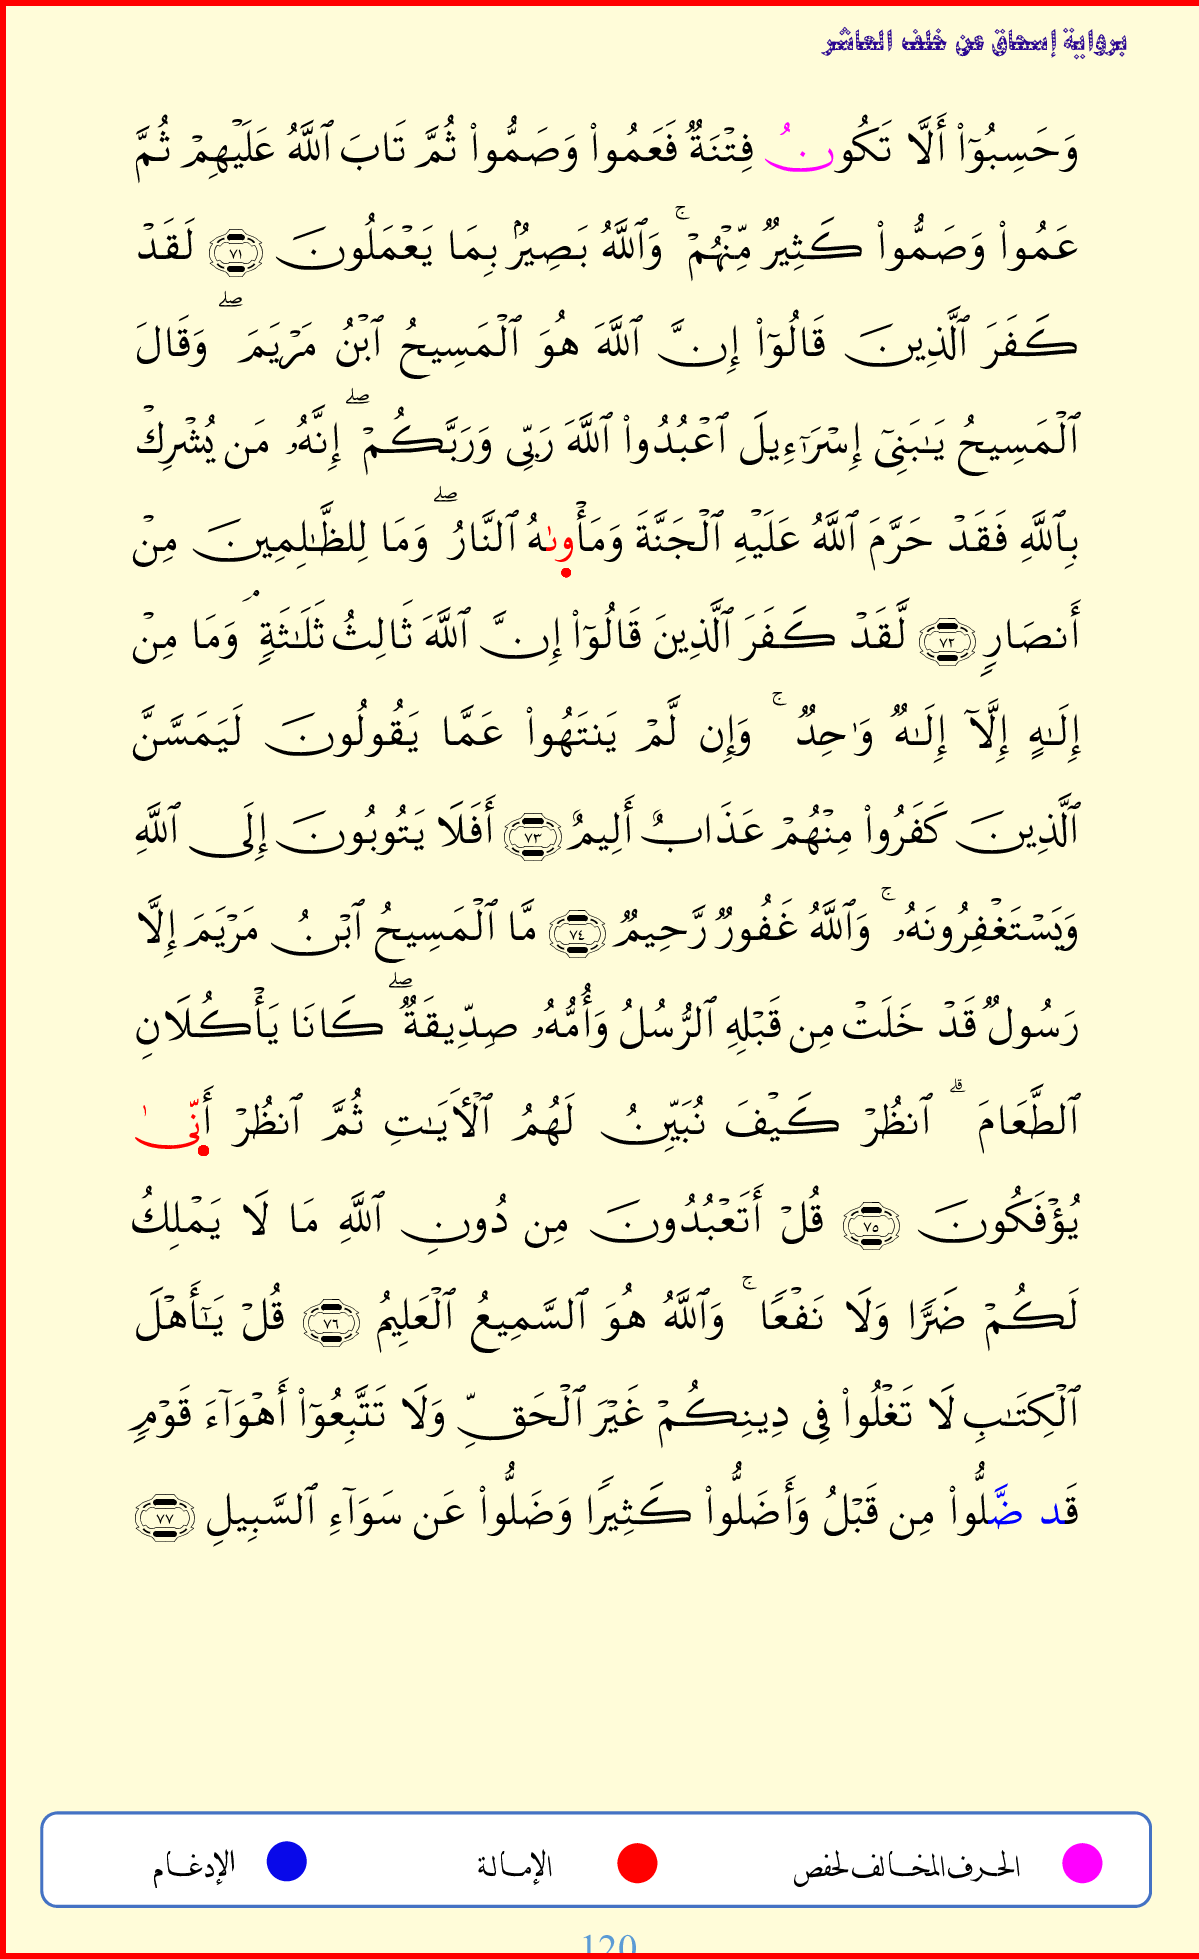 برواية إسحاق عن خلف العاشر
وَحَسِبُوٓا۟ أَلَّا تَكُونُ فِتْنَةٌ فَعَمُوا۟ وَصَمُّوا۟ ثُمَّ تَابَ ٱللَّهُ عَلَيْهِمْ ثُمَّ
عَمُوا۟ وَصَمُّوا۟ كَثِيرٌ مِّنْهُمْ ۚ وَٱللَّهُ بَصِيرٌۢ بِمَا يَعْمَلُونَ ٧١ لَقَدْ
كَفَرَ ٱلَّذِينَ قَالُوٓا۟ إِنَّ ٱللَّهَ هُوَ ٱلْمَسِيحُ ٱبْنُ مَرْيَمَ ۖ وَقَالَ
ٱلْمَسِيحُ يَـٰبَنِىٓ إِسْرَٰٓءِيلَ ٱعْبُدُوا۟ ٱللَّهَ رَبِّى وَرَبَّكُمْ ۖ إِنَّهُۥ مَن يُشْرِكْ
بِٱللَّهِ فَقَدْ حَرَّمَ ٱللَّهُ عَلَيْهِ ٱلْجَنَّةَ وَمَأْوىٰهُ ٱلنَّارُ ۖ وَمَا لِلظَّـٰلِمِينَ مِنْ
أَنصَارٍ ٧٢ لَّقَدْ كَفَرَ ٱلَّذِينَ قَالُوٓا۟ إِنَّ ٱللَّهَ ثَالِثُ ثَلَـٰثَةٍ ۘ وَمَا مِنْ
إِلَـٰهٍ إِلَّآ إِلَـٰهٌ وَٰحِدٌ ۚ وَإِن لَّمْ يَنتَهُوا۟ عَمَّا يَقُولُونَ لَيَمَسَّنَّ
ٱلَّذِينَ كَفَرُوا۟ مِنْهُمْ عَذَابٌ أَلِيمٌ ٧٣ أَفَلَا يَتُوبُونَ إِلَى ٱللَّهِ
وَيَسْتَغْفِرُونَهُۥ ۚ وَٱللَّهُ غَفُورٌ رَّحِيمٌ ٧٤ مَّا ٱلْمَسِيحُ ٱبْنُ مَرْيَمَ إِلَّا
رَسُولٌ قَدْ خَلَتْ مِن قَبْلِهِ ٱلرُّسُلُ وَأُمُّهُۥ صِدِّيقَةٌ ۖ كَانَا يَأْكُلَانِ
ٱلطَّعَامَ ۗ ٱنظُرْ كَيْفَ نُبَيِّنُ لَهُمُ ٱلْأَيَـٰتِ ثُمَّ ٱنظُرْ أَنِّىٰ
يُؤْفَكُونَ ٧٥ قُلْ أَتَعْبُدُونَ مِن دُونِ ٱللَّهِ مَا لَا يَمْلِكُ
لَكُمْ ضَرًّا وَلَا نَفْعًا ۚ وَٱللَّهُ هُوَ ٱلسَّمِيعُ ٱلْعَلِيمُ ٧٦ قُلْ يَـٰٓأَهْلَ
ٱلْكِتَـٰبِ لَا تَغْلُوا۟ فِى دِينِكُمْ غَيْرَ ٱلْحَقِّ وَلَا تَتَّبِعُوٓا۟ أَهْوَآءَ قَوْمٍ
قَد ضَّلُّوا۟ مِن قَبْلُ وَأَضَلُّوا۟ كَثِيرًا وَضَلُّوا۟ عَن سَوَآءِ ٱلسَّبِيلِ ٧٧
الحرف المخالف لحفص الإمالة الإدغام
120